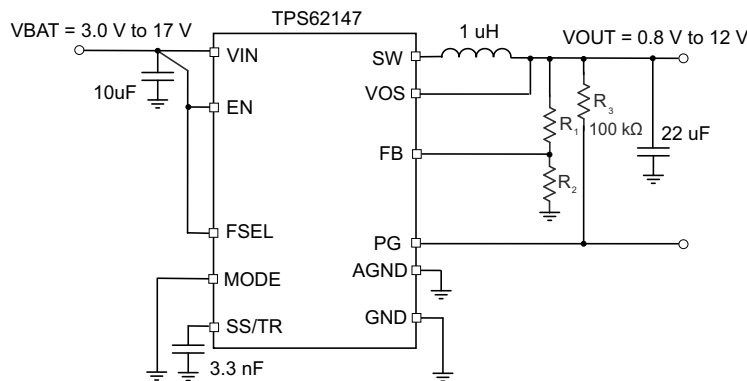 TPS62147
VBAT = 3.0 V to 17 V
VIN
SW
1 uH
VOUT = 0.8 V to 12 V
10uF
EN
VOS
R₃
100 kΩ
R₁
22 uF
FB
R₂
FSEL
PG
MODE
AGND
SS/TR
GND
3.3 nF